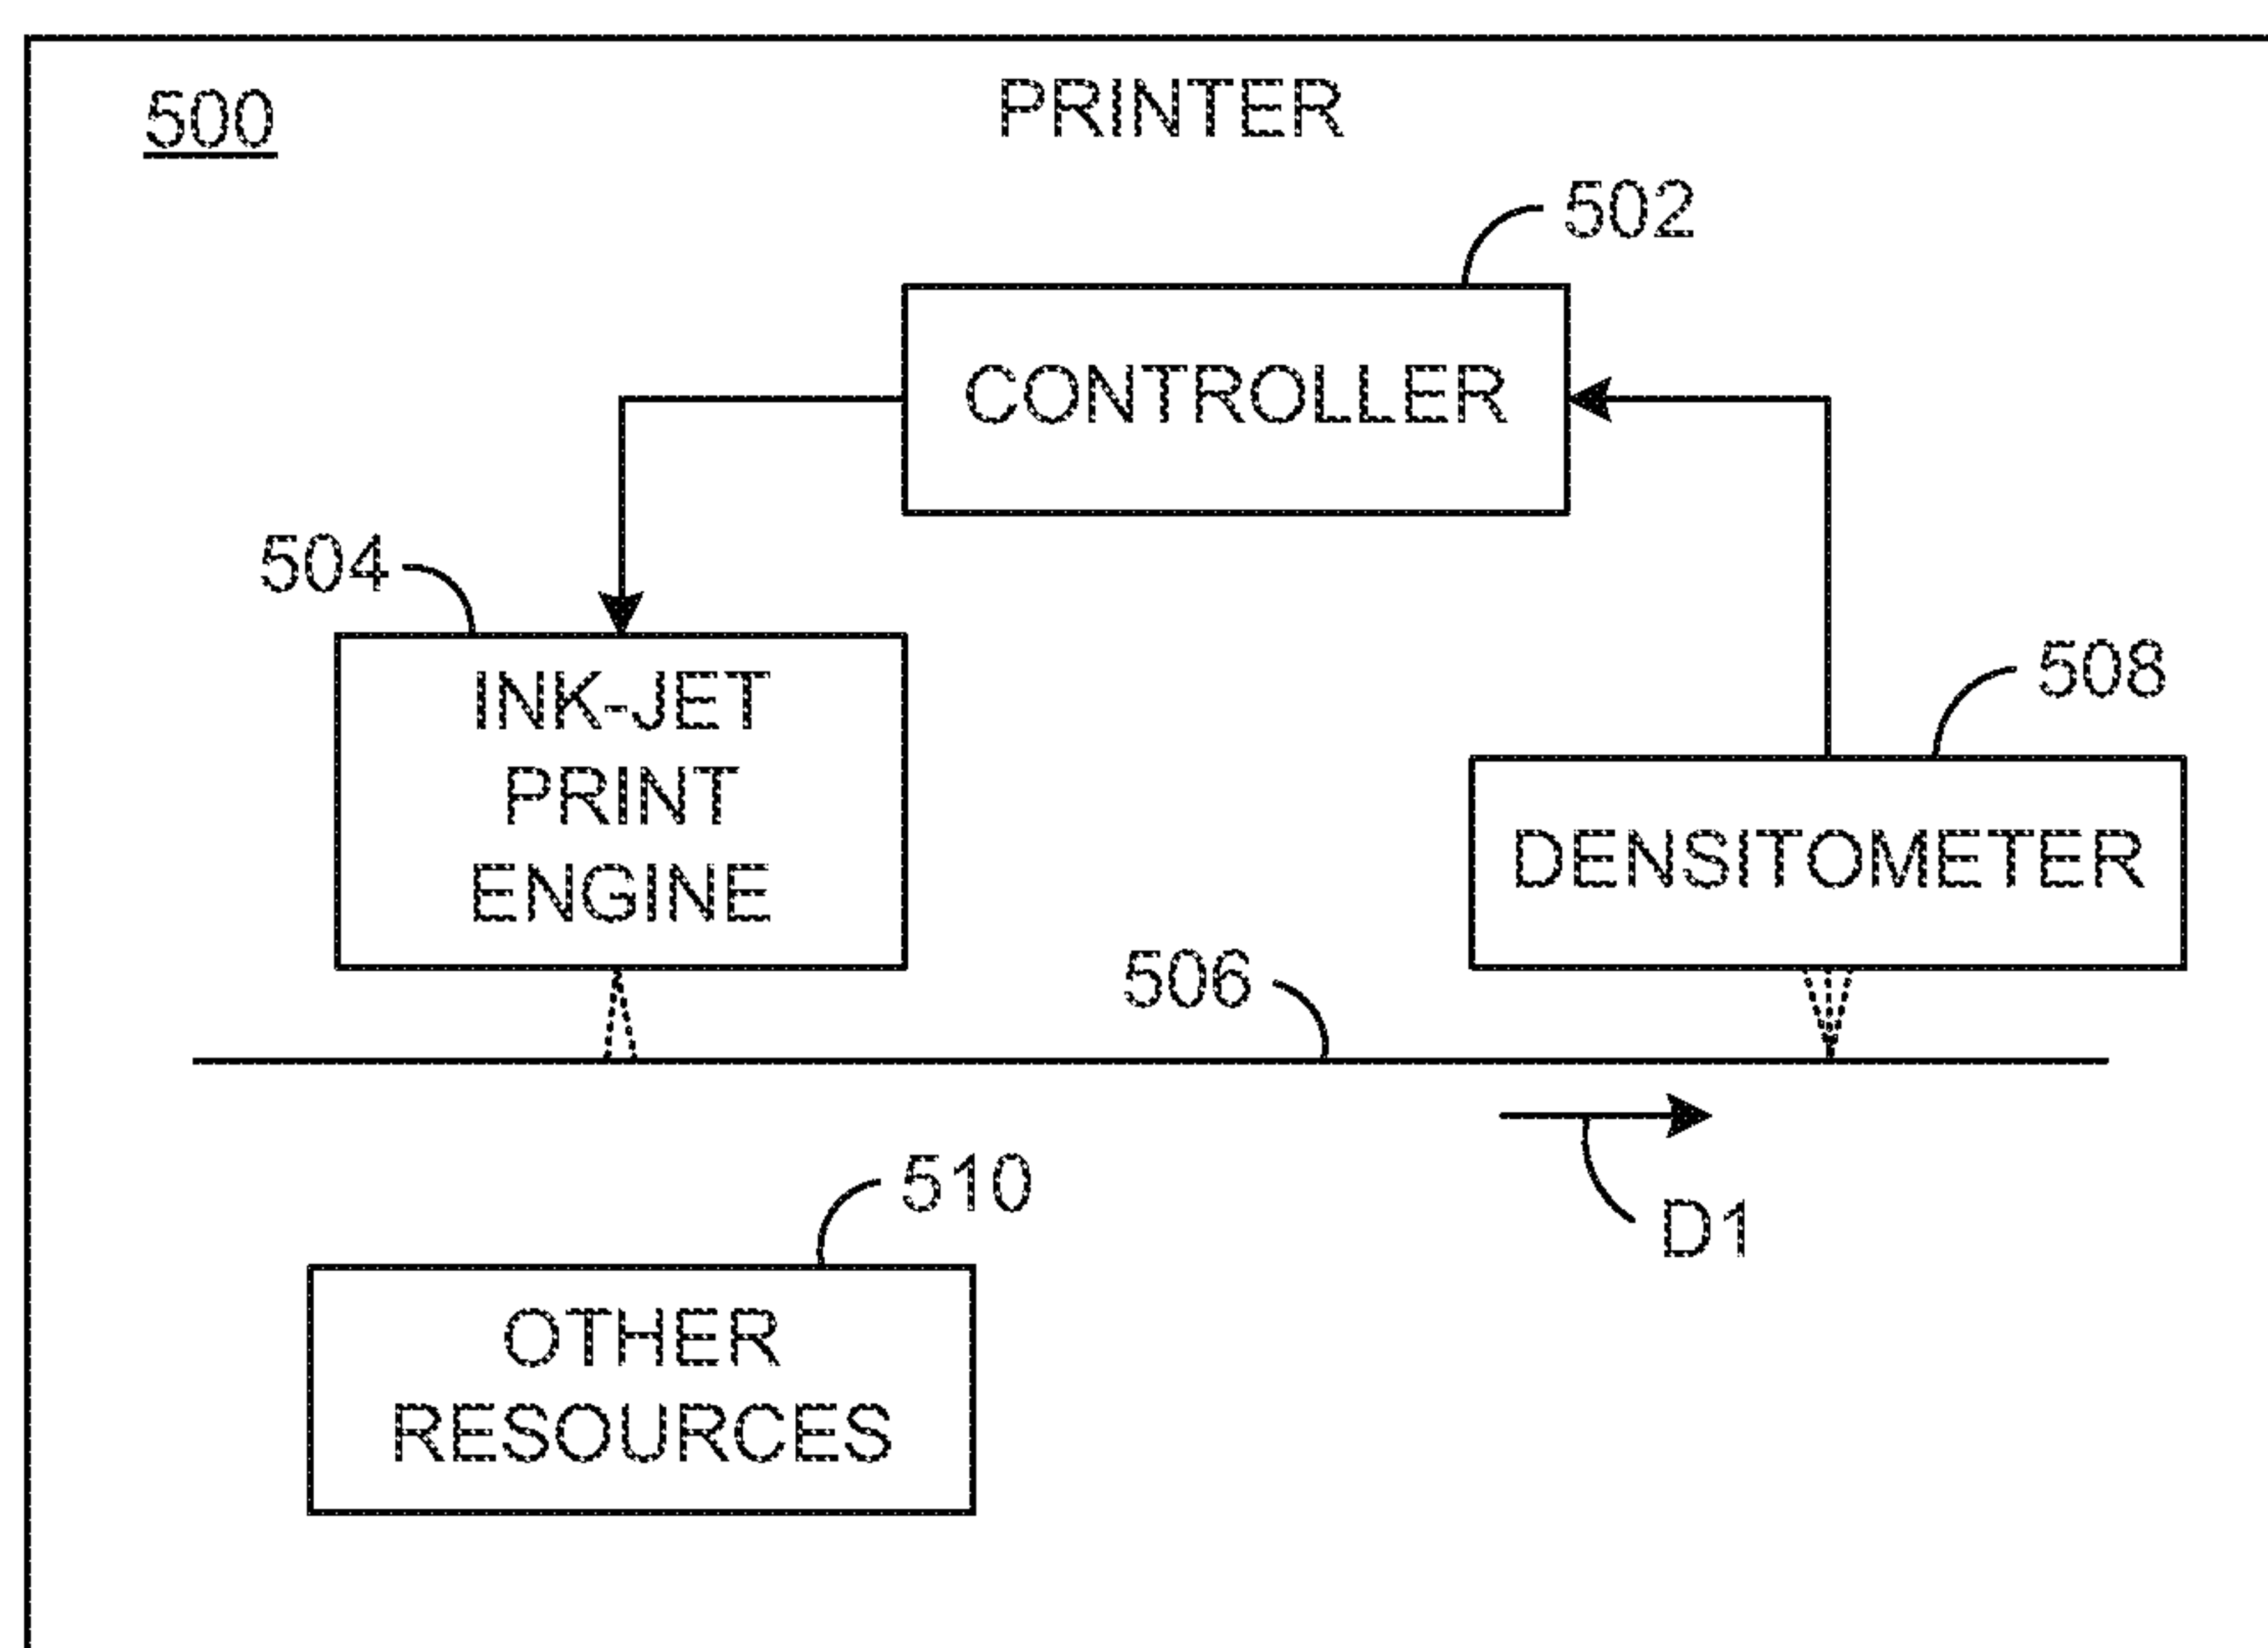 500
PRINTER
502
CONTROLLER
504
INK-JET
PRINT
ENGINE
508
DENSITOMETER
506
D1
510
OTHER
RESOURCES